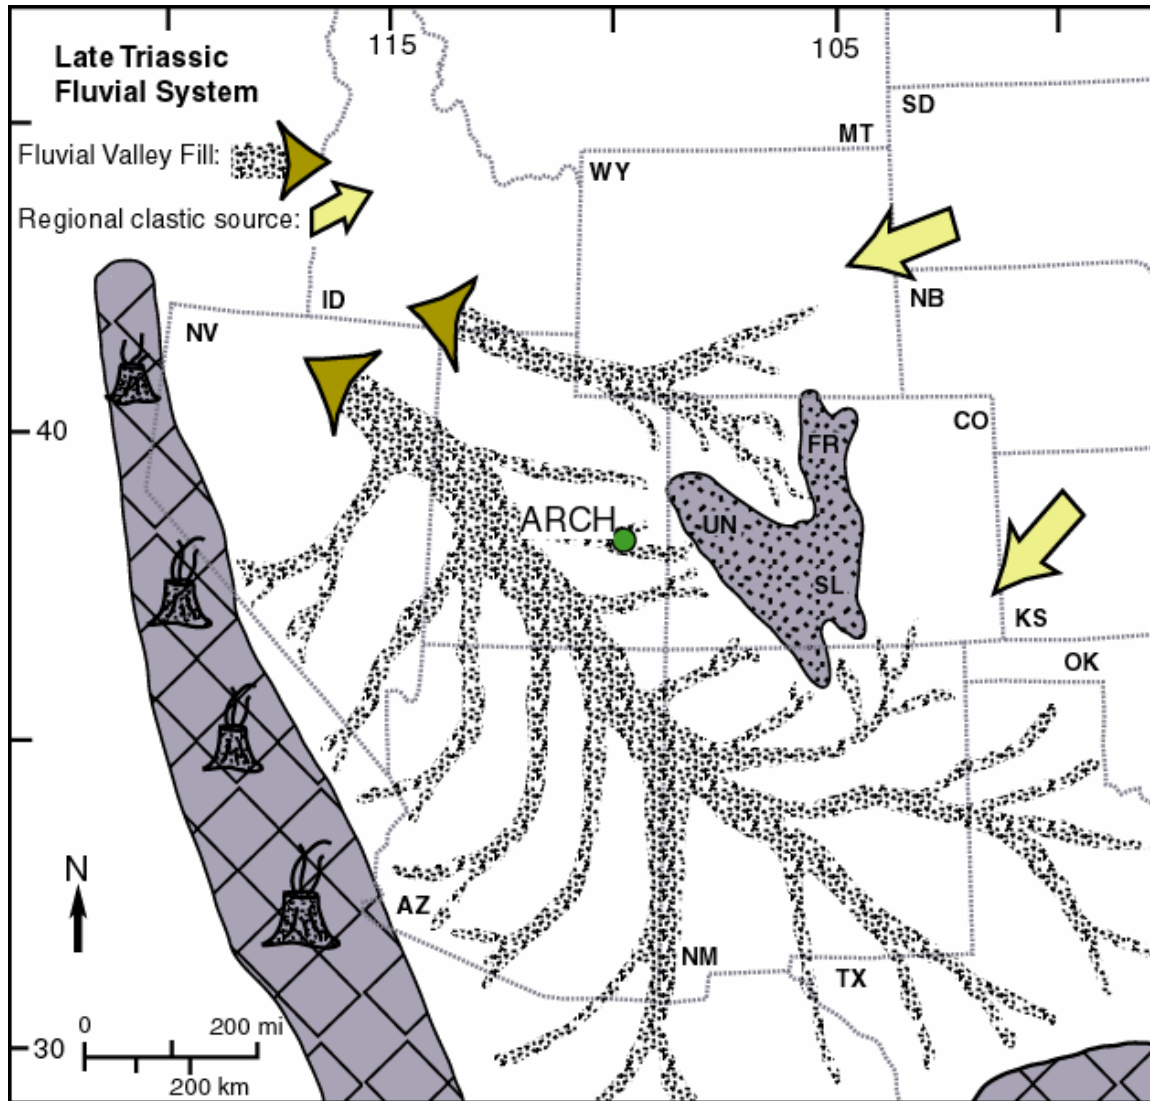 115
105
Late Triassic
Fluvial System
SD
MT
Fluvial Valley Fill:
WY
Regional clastic source:
ID
NB
NV
40
CO
FR
ARCH
UN
SL
KS
OK
N
AZ
NM
TX
0 200 mi
30
200 km